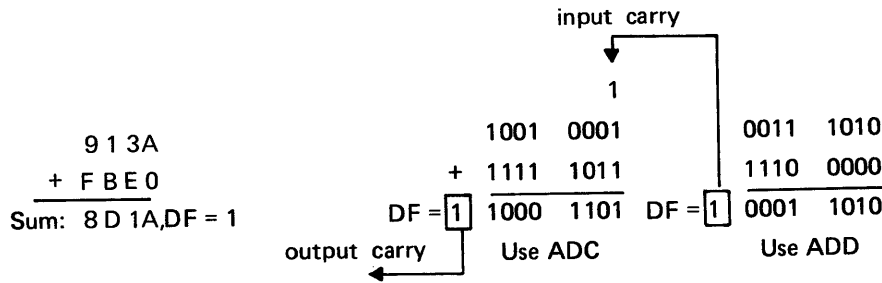 input carry
1
9 1 3A
1001 0001
0011 1010
+ F B E 0
+ 1111 1011
1110 0000
Sum: 8 D 1A,DF = 1
DF = 1 1000 1101
DF = 1 0001 1010
output carry
Use ADC
Use ADD